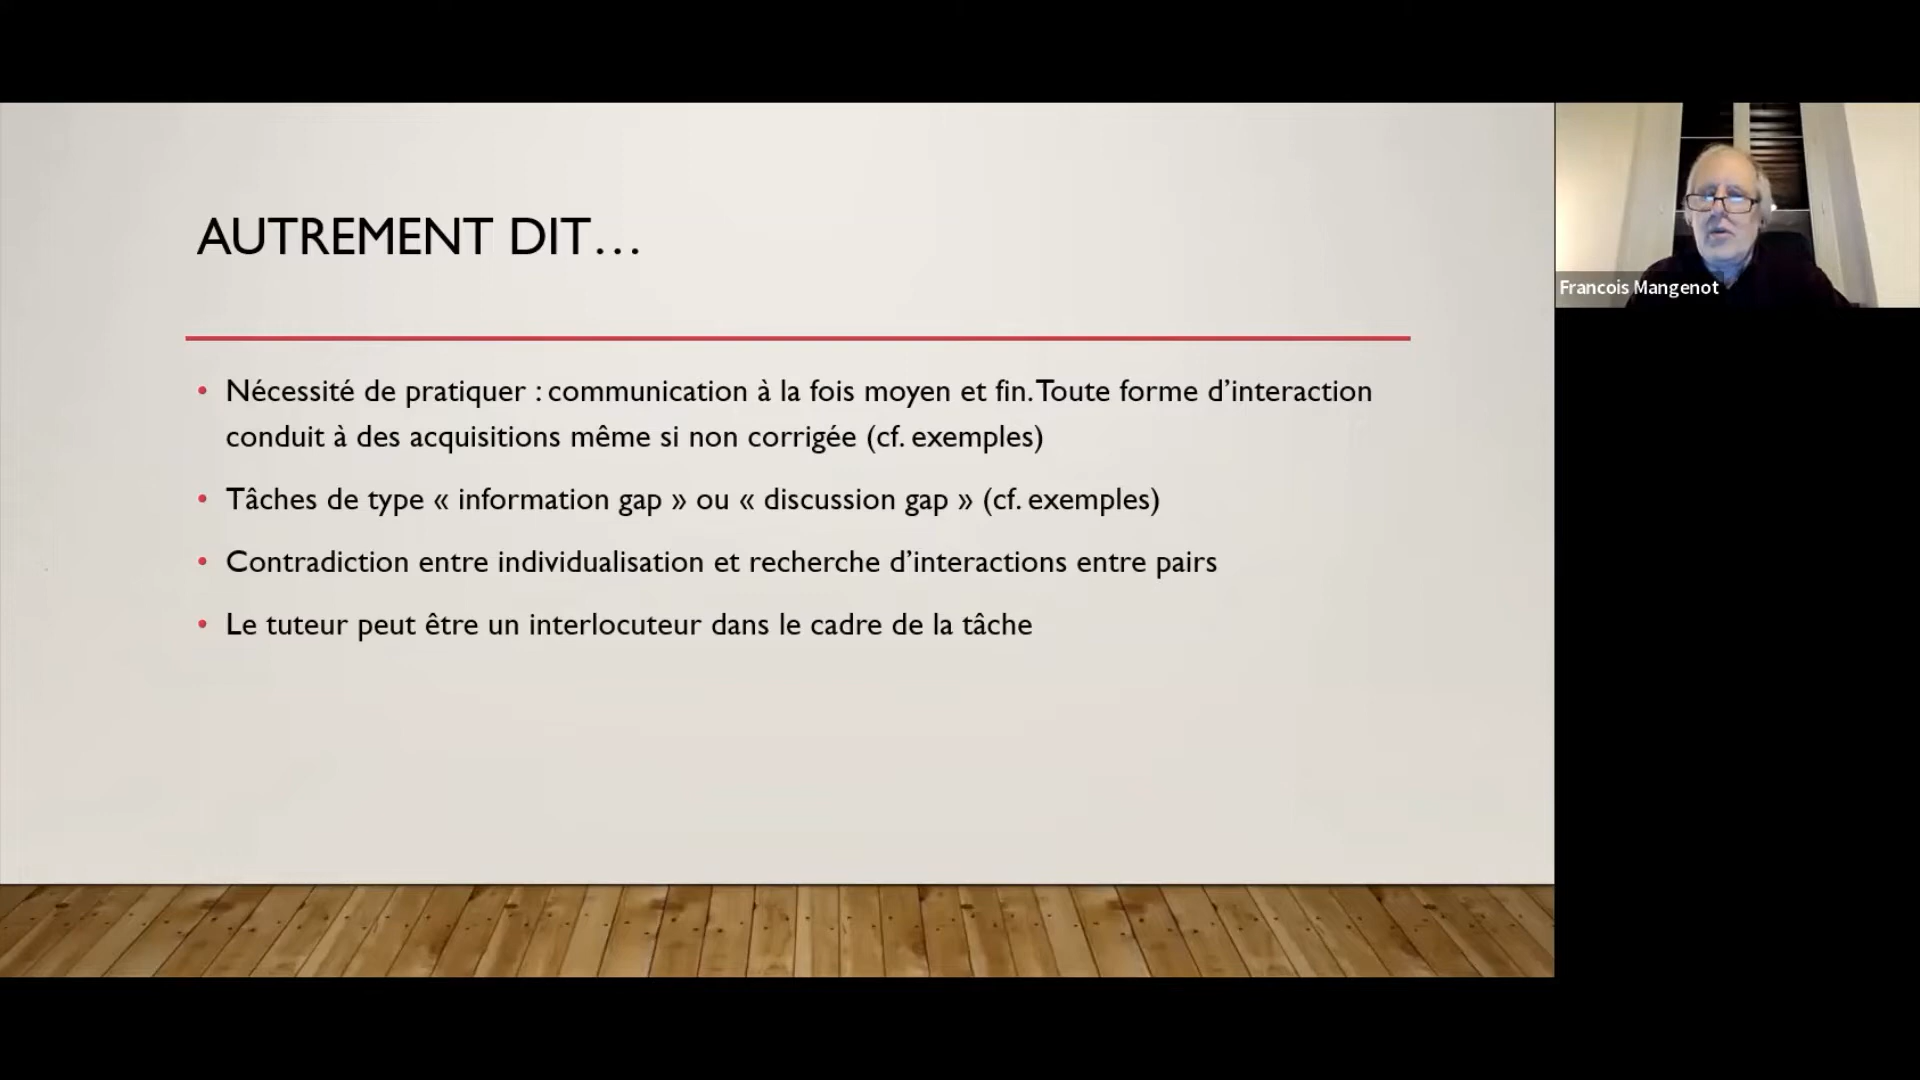 AUTREMENT DIT…
• Nécessité de pratiquer : communication à la fois moyen et fin. Toute forme d’interaction
conduit à des acquisitions même si non corrigée (cf. exemples)
• Tâches de type « information gap » ou « discussion gap » (cf. exemples)
• Contradiction entre individualisation et recherche d’interactions entre pairs
• Le tuteur peut être un interlocuteur dans le cadre de la tâche
Francois Mangenot